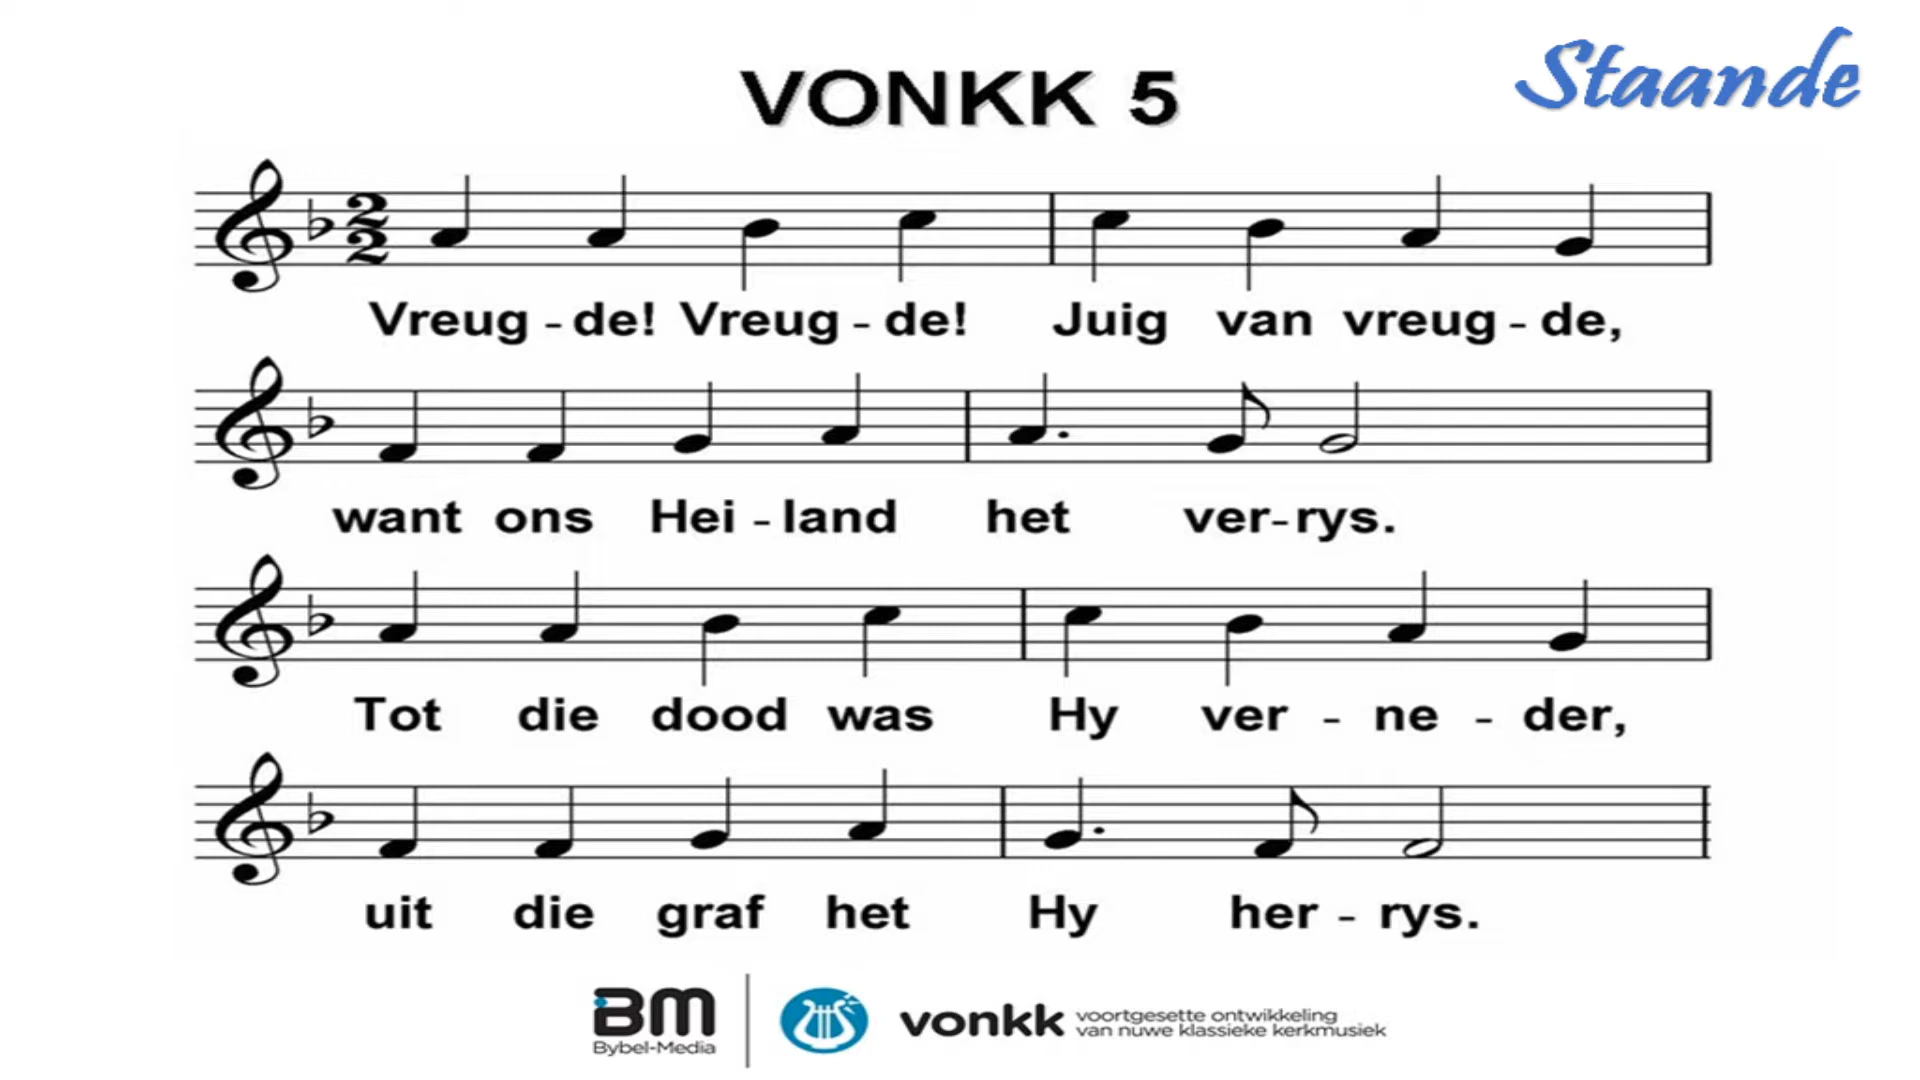 Staande
VONKK 5
Vreug - de! Vreug - de! Juig van vreug - de,
want ons Hei - land het ver - rys.
Tot die dood was Hy ver - ne - der,
uit die graf het Hy her - rys.
BM
Bybel-Media
vonkk
voortgesette ontwikkeling
van nuwe klassieke kerkmusiek